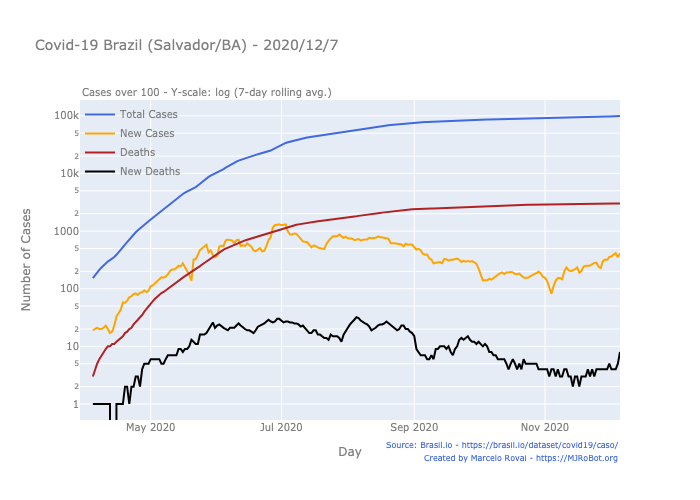 Covid-19 Brazil (Salvador/BA) - 2020/12/7
Cases over 100 - Y-scale: log (7-day rolling avg.)
Total Cases
New Cases
Deaths
New Deaths
100k
5
2
10k
5
2
1000
5
2
100
5
2
10
5
2
1
Number of Cases
May 2020
Jul 2020
Sep 2020
Nov 2020
Day
Source: Brasil.io - https://brasil.io/dataset/covid19/caso/
Created by Marcelo Rovai - https://MJRoBot.org